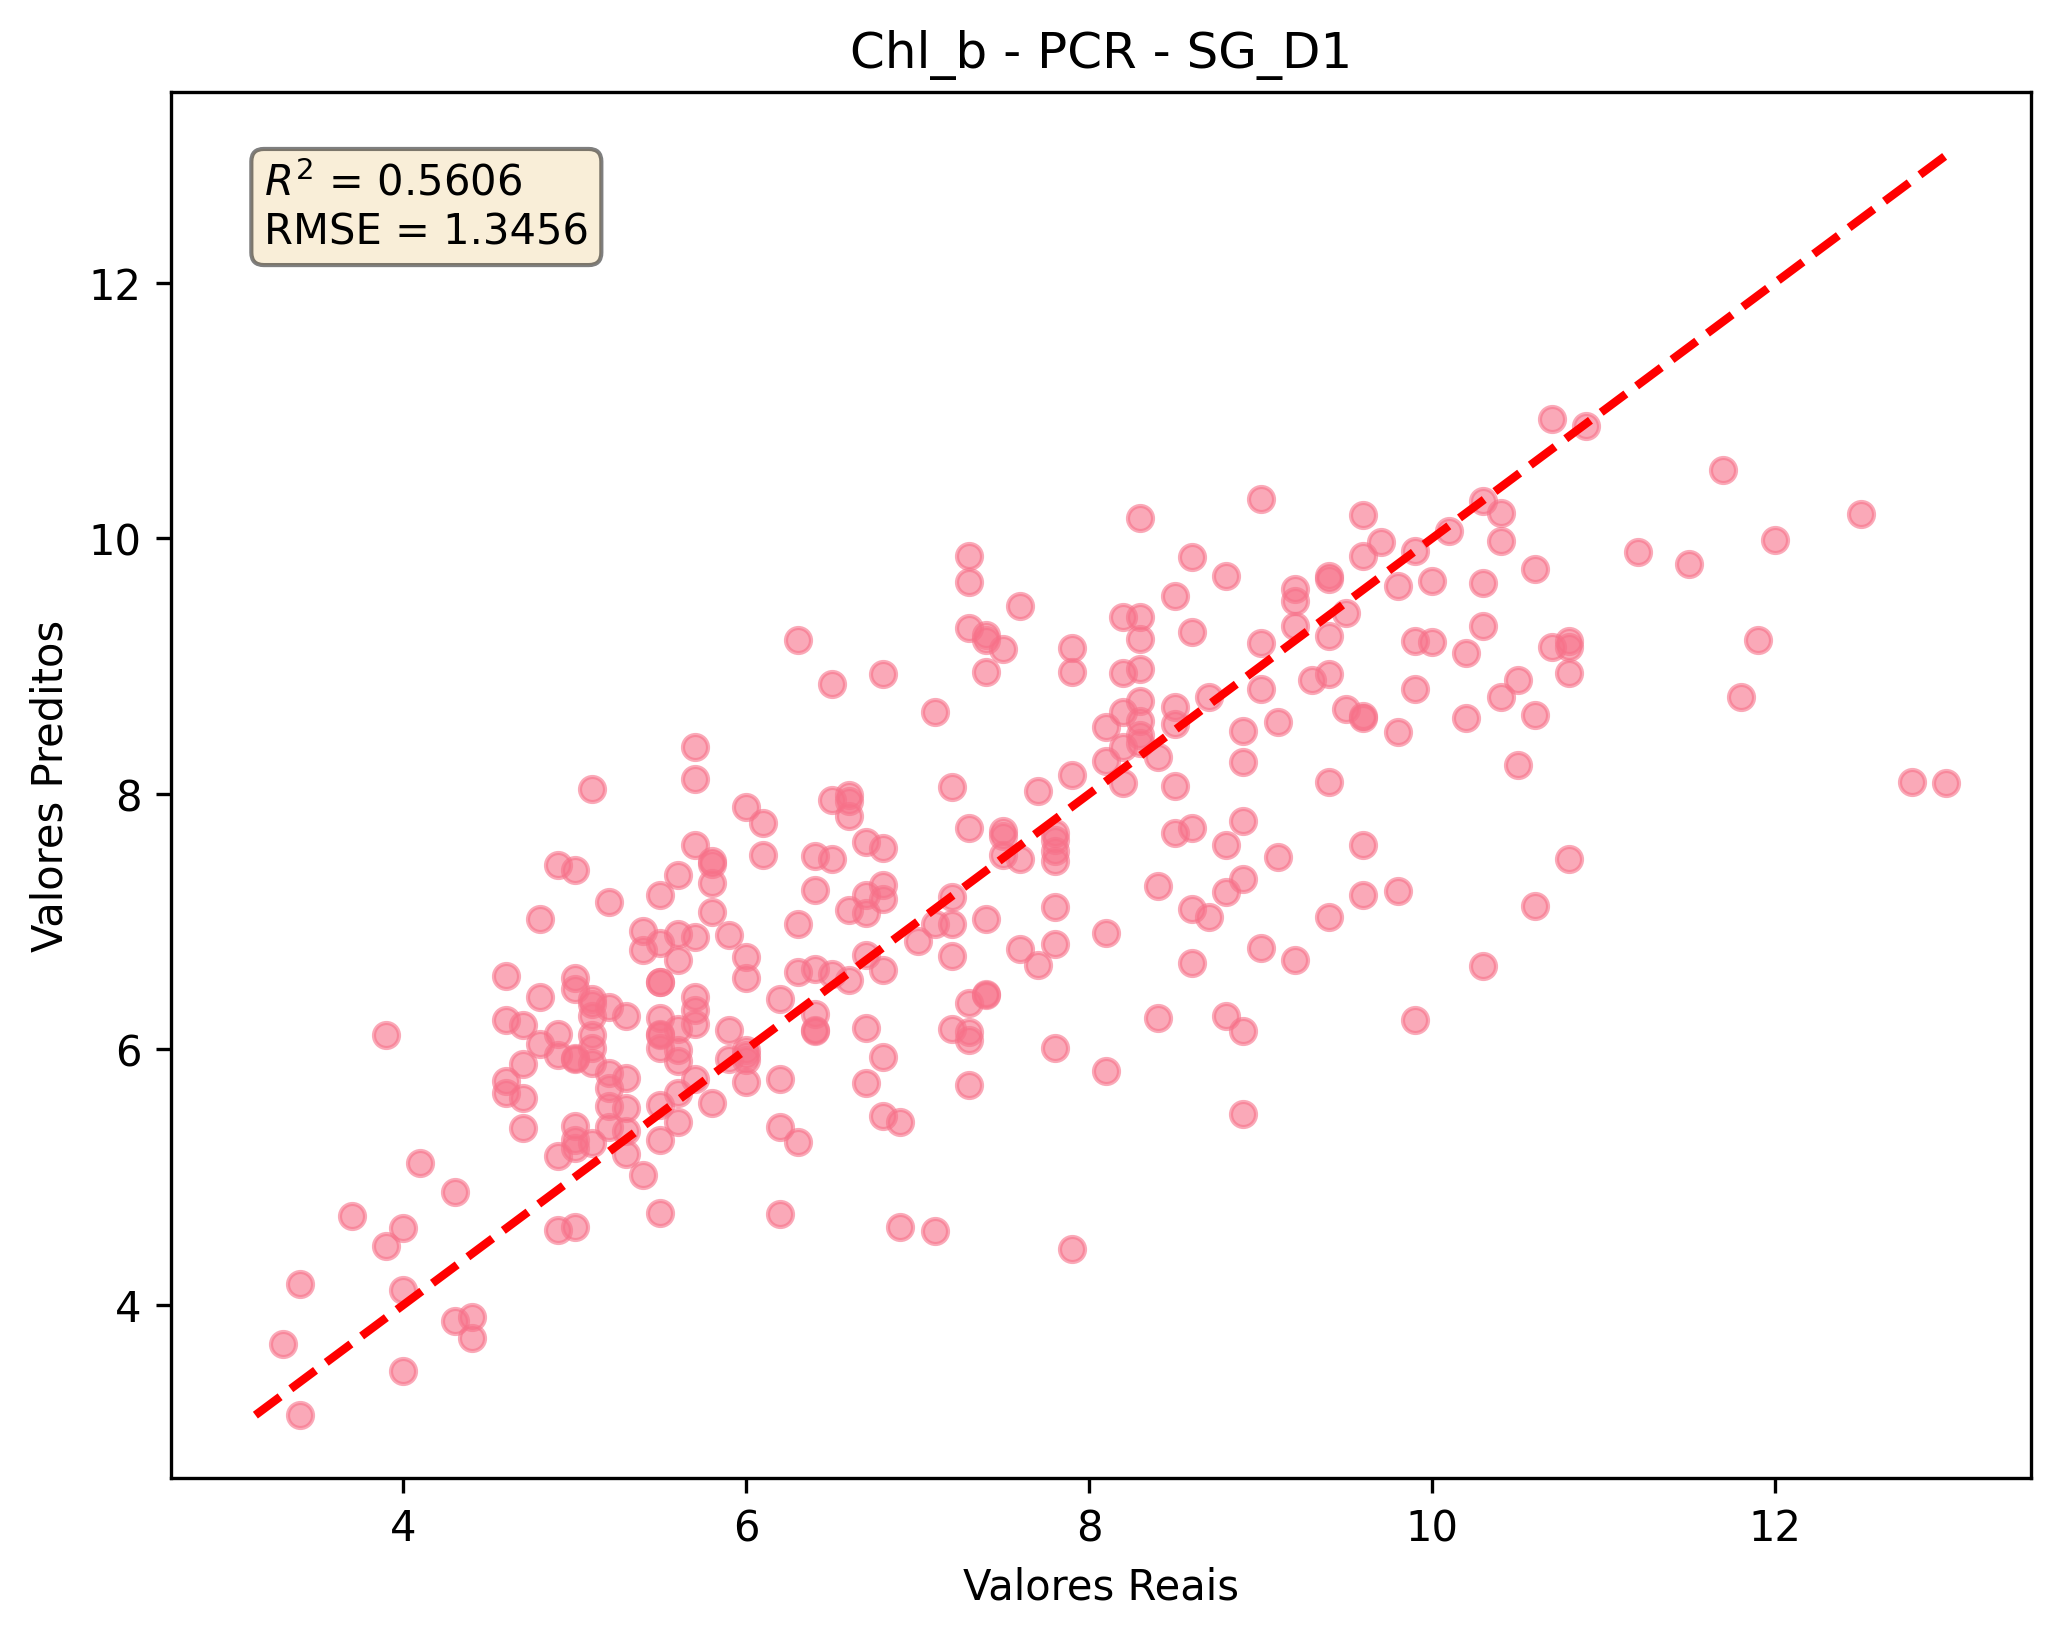 Chl_b - PCR - SG_D1
R² = 0.5606
RMSE = 1.3456
Valores Preditos
12
10
8
6
4
4 6 8 10 12
Valores Reais